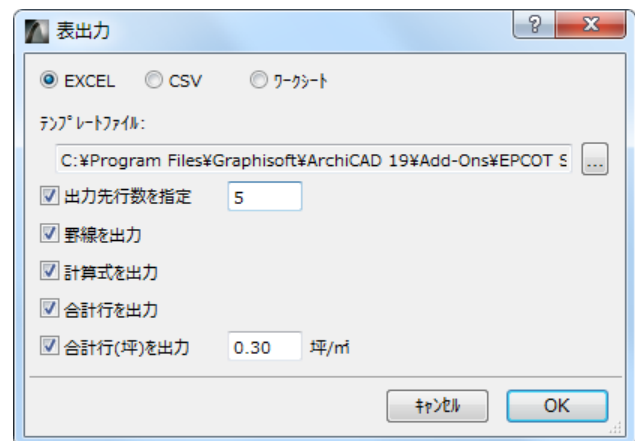 表出力
EXCEL CSV ﾜｰｸｼｰﾄ
ﾃﾝﾌﾟﾚｰﾄﾌｧｲﾙ:
C:¥Program Files¥Graphisoft¥ArchiCAD 19¥Add-Ons¥EPCOT S ...
出力先行数を指定 5
罫線を出力
計算式を出力
合計行を出力
合計行(坪)を出力 0.30 坪/㎡
ｷｬﾝｾﾙ OK